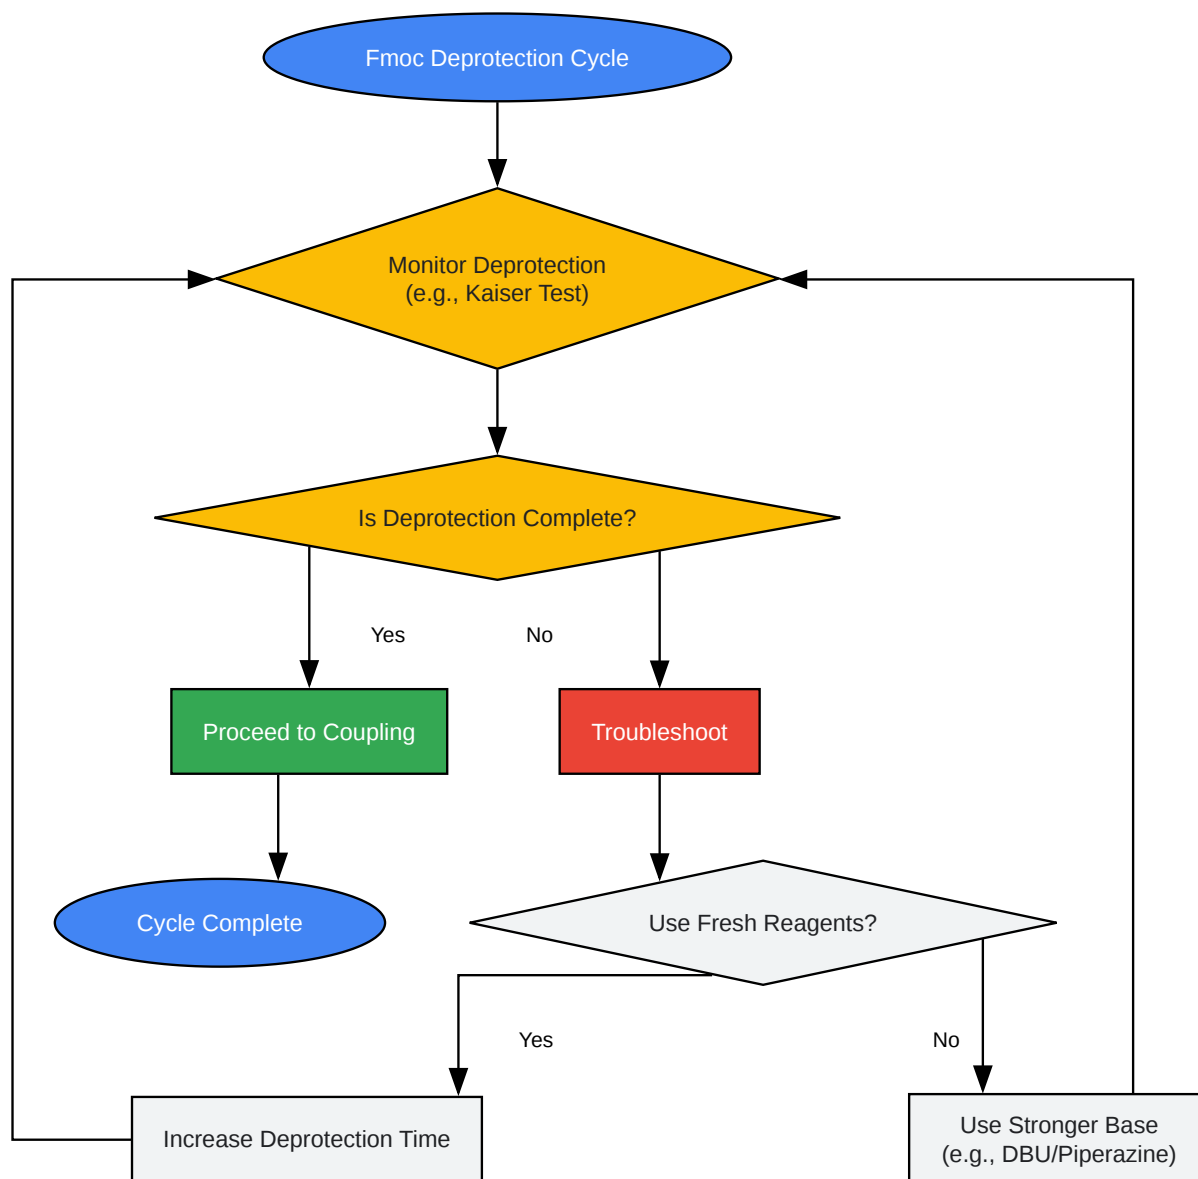 Fmoc Deprotection Cycle
Monitor Deprotection
(e.g., Kaiser Test)
Is Deprotection Complete?
Yes
No
Proceed to Coupling
Troubleshoot
Cycle Complete
Use Fresh Reagents?
Yes
No
Increase Deprotection Time
Use Stronger Base
(e.g., DBU/Piperazine)